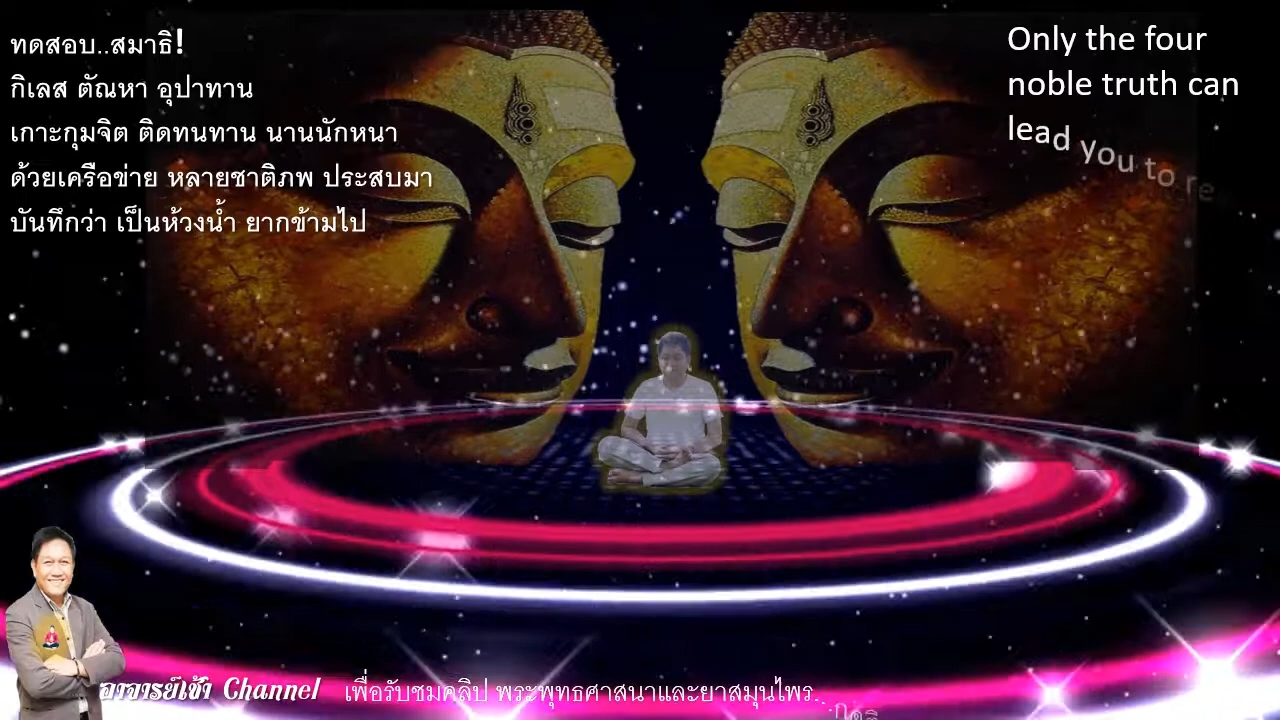 ทดสอบ..สมาธิ!
กิเลส ตัณหา อุปาทาน
เกาะกุมจิต ติดทนทาน นานนักหนา
ด้วยเครือข่าย หลายชาติภพ ประสบมา
บันทึกว่า เป็นห้วงน้ำ ยากข้ามไป
Only the four
noble truth can
lead you to re
อาจารย์เช้า Channel
เพื่อรับชมคลิป พระพุทธศาสนาและยาสมุนไพร..